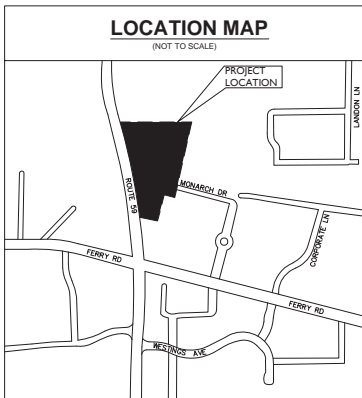 LOCATION MAP
(NOT TO SCALE)
PROJECT
LOCATION
LANDON LN
ROUTE 59
MONARCH DR
CORPORATE LN
FERRY RD
FERRY RD
WESTINGS AVE